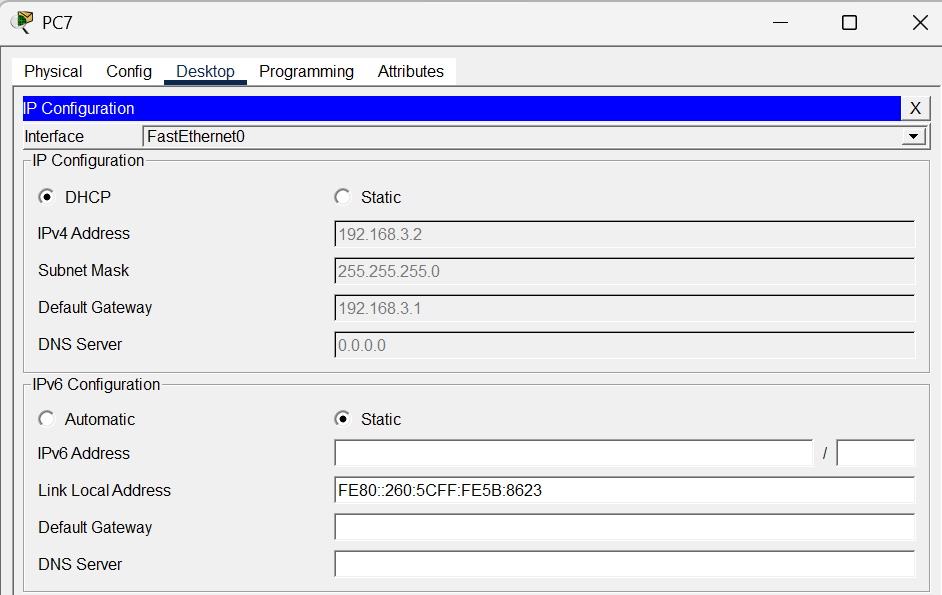 PC7
Physical Config Desktop Programming Attributes
IP Configuration X
Interface FastEthernet0
IP Configuration
DHCP Static
IPv4 Address 192.168.3.2
Subnet Mask 255.255.255.0
Default Gateway 192.168.3.1
DNS Server 0.0.0.0
IPv6 Configuration
Automatic Static
IPv6 Address /
Link Local Address FE80::260:5CFF:FE5B:8623
Default Gateway
DNS Server